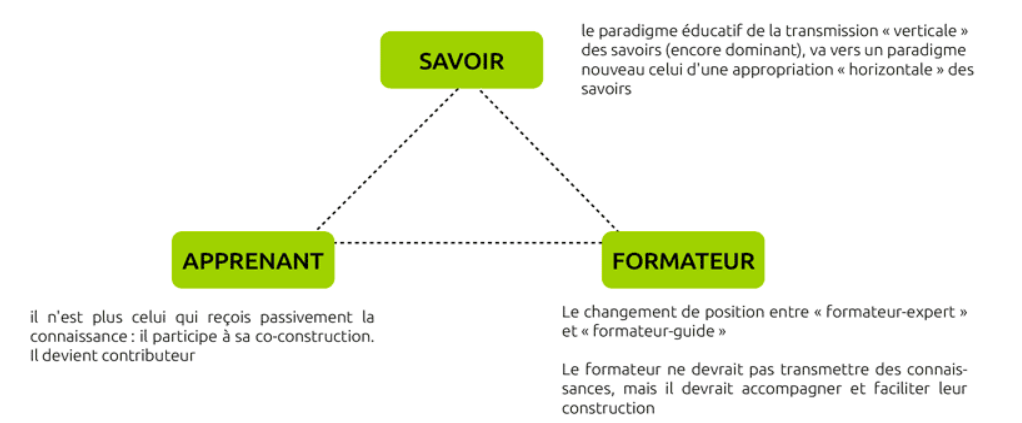 SAVOIR
le paradigme éducatif de la transmission « verticale »
des savoirs (encore dominant), va vers un paradigme
nouveau celui d'une appropriation « horizontale » des
savoirs
APPRENANT
il n'est plus celui qui reçois passivement la
connaissance : il participe à sa co-construction.
Il devient contributeur
FORMATEUR
Le changement de position entre « formateur-expert »
et « formateur-guide »
Le formateur ne devrait pas transmettre des connais-
sances, mais il devrait accompagner et faciliter leur
construction